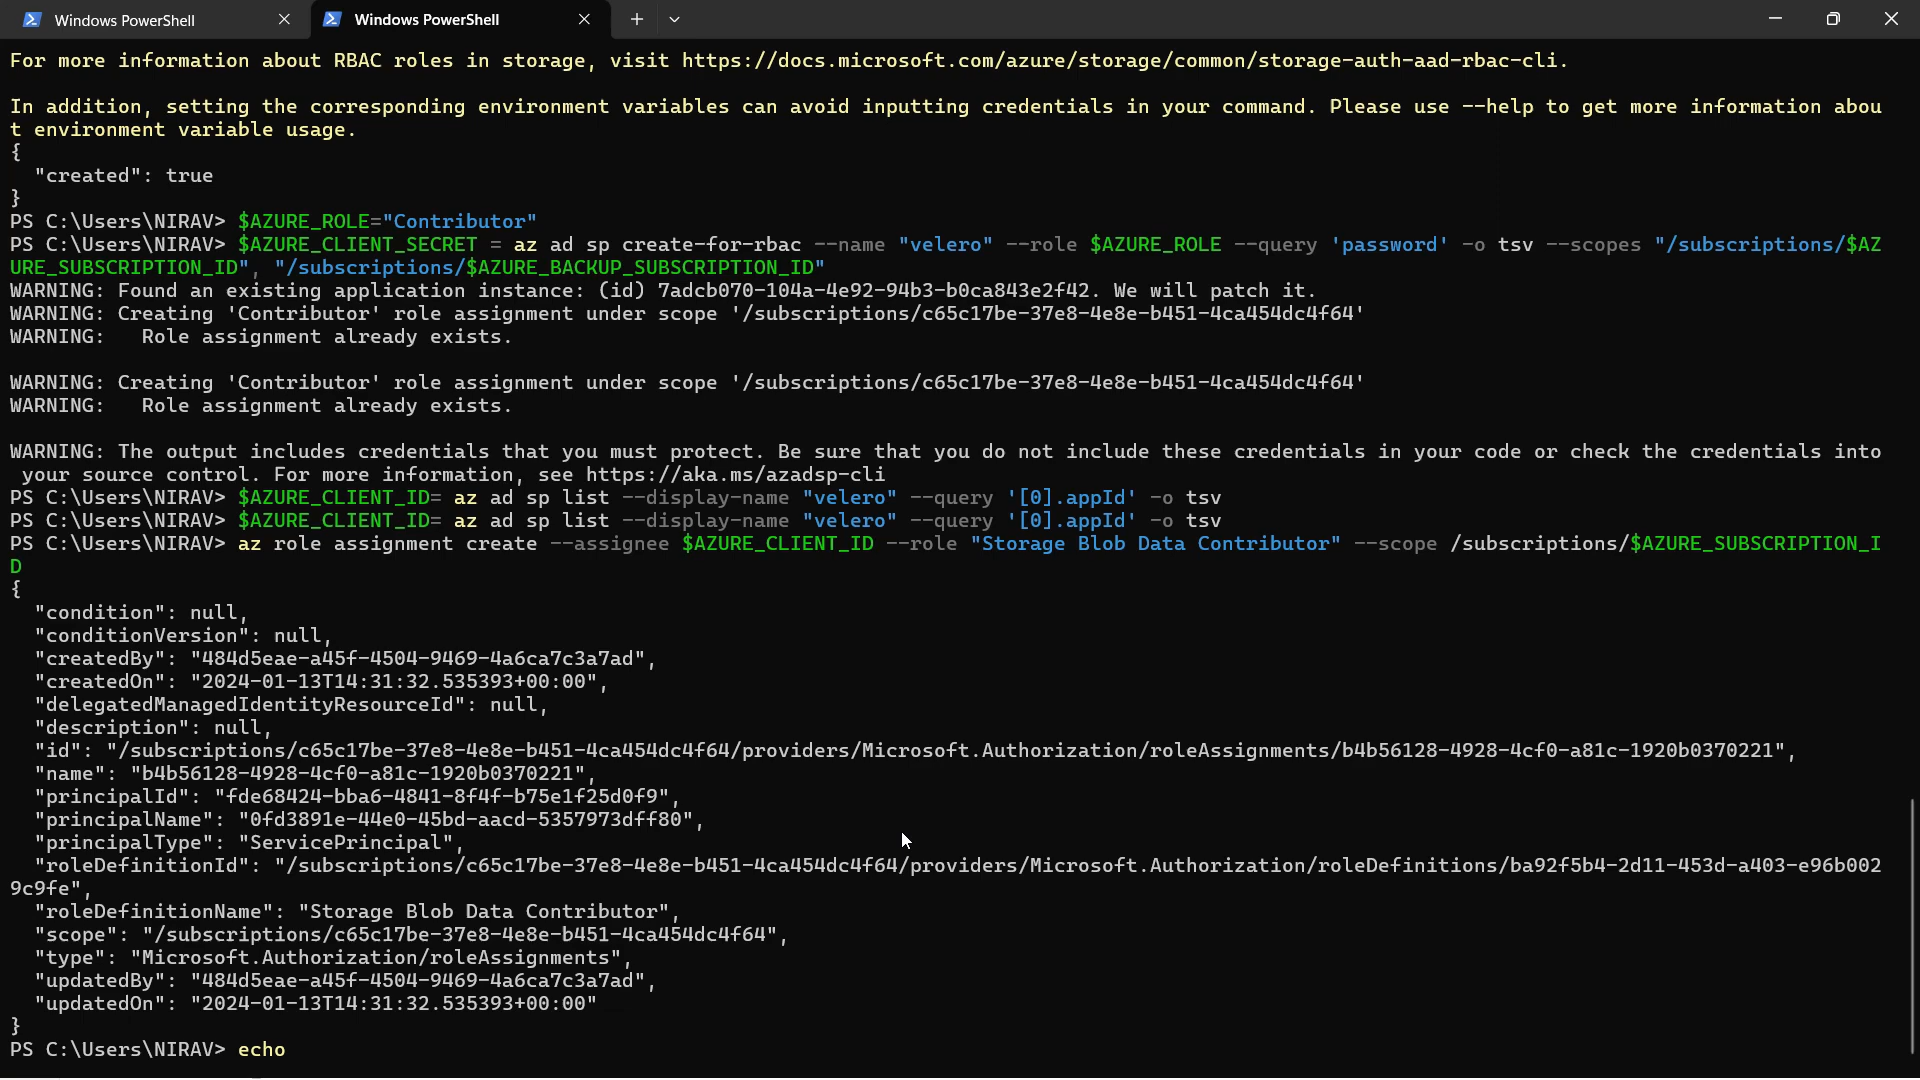 Windows PowerShell
Windows PowerShell
For more information about RBAC roles in storage, visit https://docs.microsoft.com/azure/storage/common/storage-auth-aad-rbac-cli.
In addition, setting the corresponding environment variables can avoid inputting credentials in your command. Please use --help to get more information abou
t environment variable usage.
{
  "created": true
}
PS C:\Users\NIRAV> $AZURE_ROLE="Contributor"
PS C:\Users\NIRAV> $AZURE_CLIENT_SECRET = az ad sp create-for-rbac --name "velero" --role $AZURE_ROLE --query 'password' -o tsv --scopes "/subscriptions/$AZ
URE_SUBSCRIPTION_ID", "/subscriptions/$AZURE_BACKUP_SUBSCRIPTION_ID"
WARNING: Found an existing application instance: (id) 7adcb070-104a-4e92-94b3-b0ca843e2f42. We will patch it.
WARNING: Creating 'Contributor' role assignment under scope '/subscriptions/c65c17be-37e8-4e8e-b451-4ca454dc4f64'
WARNING:   Role assignment already exists.
WARNING: Creating 'Contributor' role assignment under scope '/subscriptions/c65c17be-37e8-4e8e-b451-4ca454dc4f64'
WARNING:   Role assignment already exists.
WARNING: The output includes credentials that you must protect. Be sure that you do not include these credentials in your code or check the credentials into
 your source control. For more information, see https://aka.ms/azadsp-cli
PS C:\Users\NIRAV> $AZURE_CLIENT_ID= az ad sp list --display-name "velero" --query '[0].appId' -o tsv
PS C:\Users\NIRAV> $AZURE_CLIENT_ID= az ad sp list --display-name "velero" --query '[0].appId' -o tsv
PS C:\Users\NIRAV> az role assignment create --assignee $AZURE_CLIENT_ID --role "Storage Blob Data Contributor" --scope /subscriptions/$AZURE_SUBSCRIPTION_I
D
{
  "condition": null,
  "conditionVersion": null,
  "createdBy": "484d5eae-a45f-4504-9469-4a6ca7c3a7ad",
  "createdOn": "2024-01-13T14:31:32.535393+00:00",
  "delegatedManagedIdentityResourceId": null,
  "description": null,
  "id": "/subscriptions/c65c17be-37e8-4e8e-b451-4ca454dc4f64/providers/Microsoft.Authorization/roleAssignments/b4b56128-4928-4cf0-a81c-1920b0370221",
  "name": "b4b56128-4928-4cf0-a81c-1920b0370221",
  "principalId": "fde68424-bba6-4841-8f4f-b75e1f25d0f9",
  "principalName": "0fd3891e-44e0-45bd-aacd-5357973dff80",
  "principalType": "ServicePrincipal",
  "roleDefinitionId": "/subscriptions/c65c17be-37e8-4e8e-b451-4ca454dc4f64/providers/Microsoft.Authorization/roleDefinitions/ba92f5b4-2d11-453d-a403-e96b002
9c9fe",
  "roleDefinitionName": "Storage Blob Data Contributor",
  "scope": "/subscriptions/c65c17be-37e8-4e8e-b451-4ca454dc4f64",
  "type": "Microsoft.Authorization/roleAssignments",
  "updatedBy": "484d5eae-a45f-4504-9469-4a6ca7c3a7ad",
  "updatedOn": "2024-01-13T14:31:32.535393+00:00"
}
PS C:\Users\NIRAV> echo